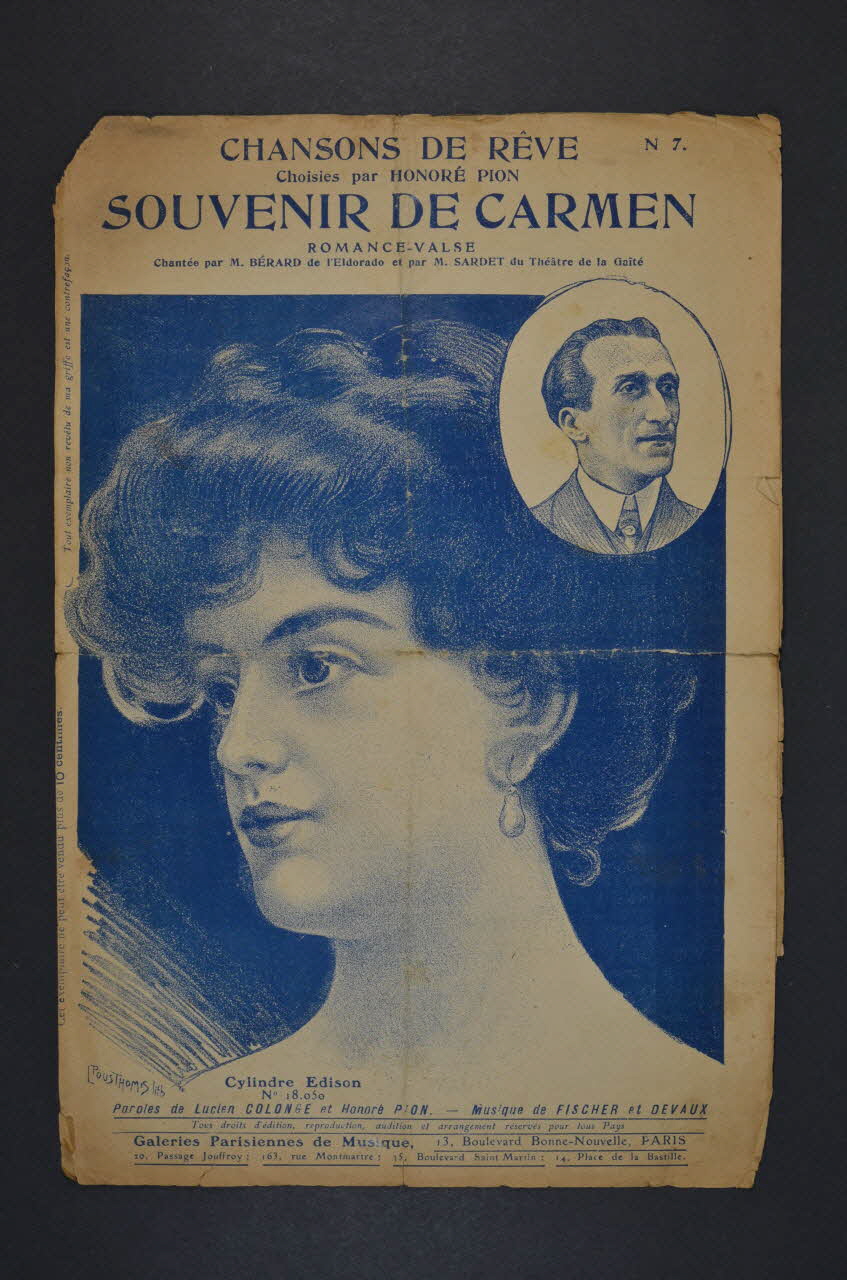 CHANSONS DE RÊVE N 7.
Choisies par HONORÉ PION
SOUVENIR DE CARMEN
ROMANCE-VALSE
Chantée par M. BÉRARD de l'Eldorado et par M. SARDET du Théâtre de la Gaîté
Tout exemplaire non revêtu de ma griffe est une contrefaçon.
Cet exemplaire ne peut être vendu plus de 10 centimes.
POUSTHOMIS lith
Cylindre Edison
N° 18.050
Paroles de Lucien COLONGE et Honoré PION. — Musique de FISCHER et DEVAUX
Tous droits d'édition, reproduction, audition et arrangement réservés pour tous Pays
Galeries Parisiennes de Musique, 13, Boulevard Bonne-Nouvelle, PARIS
20, Passage Jouffroy; 163, rue Montmartre; 35, Boulevard Saint Martin; 14, Place de la Bastille.